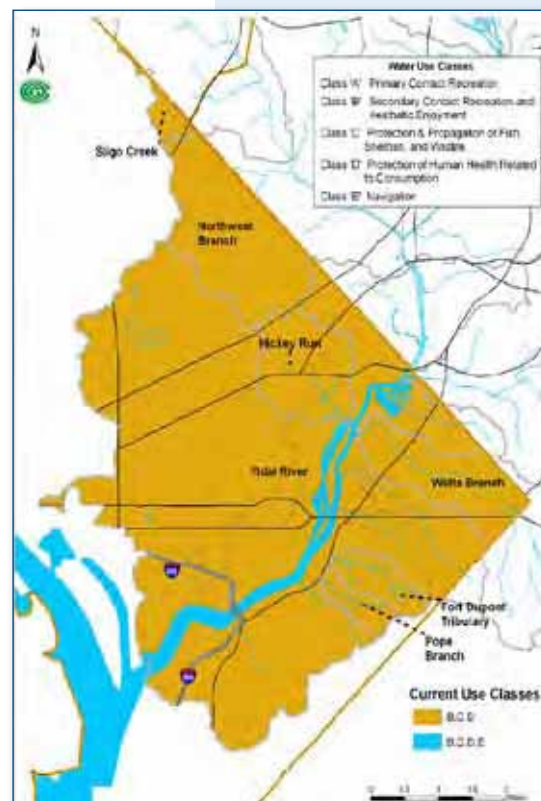 N
Water Use Classes
Class 'A' Primary Contact Recreation
Class 'B' Secondary Contact Recreation and
Aesthetic Enjoyment
Class 'C' Protection & Propagation of Fish,
Shellfish, and Wildlife
Class 'D' Protection of Human Health Related
to Consumption
Class 'E' Navigation
Sligo Creek
Northwest
Branch
Hickey Run
Tidal River
Watts Branch
Fort Dupont
Tributary
Pope
Branch
Current Use Classes
B,C,D
B,C,D,E